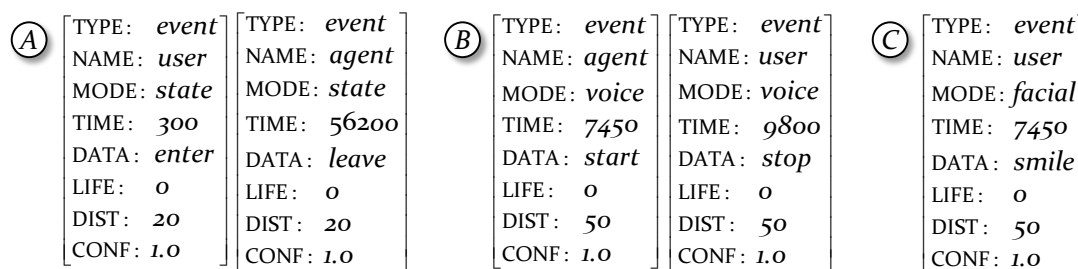 A
TYPE: event
NAME: user
MODE: state
TIME: 300
DATA: enter
LIFE: 0
DIST: 20
CONF: 1.0
TYPE: event
NAME: agent
MODE: state
TIME: 56200
DATA: leave
LIFE: 0
DIST: 20
CONF: 1.0
B
TYPE: event
NAME: agent
MODE: voice
TIME: 7450
DATA: start
LIFE: 0
DIST: 50
CONF: 1.0
TYPE: event
NAME: user
MODE: voice
TIME: 9800
DATA: stop
LIFE: 0
DIST: 50
CONF: 1.0
C
TYPE: event
NAME: user
MODE: facial
TIME: 7450
DATA: smile
LIFE: 0
DIST: 50
CONF: 1.0